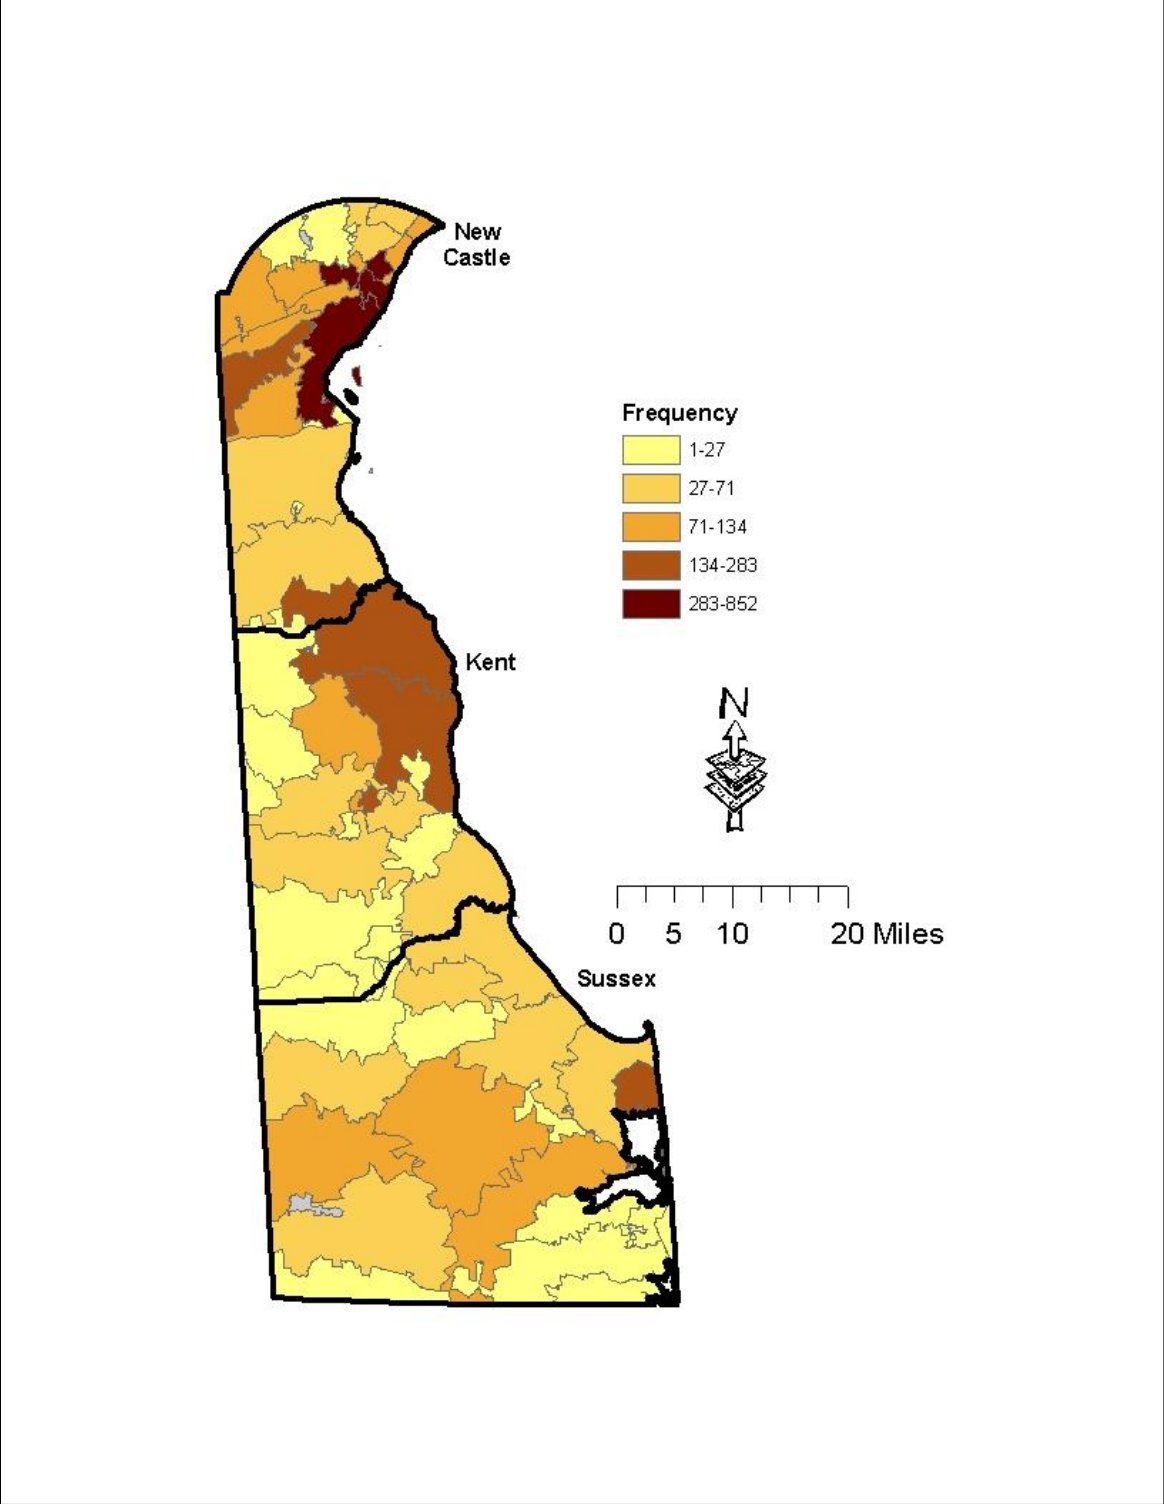 New
Castle
Frequency
1-27
27-71
71-134
134-283
283-852
Kent
N
0 5 10 20 Miles
Sussex